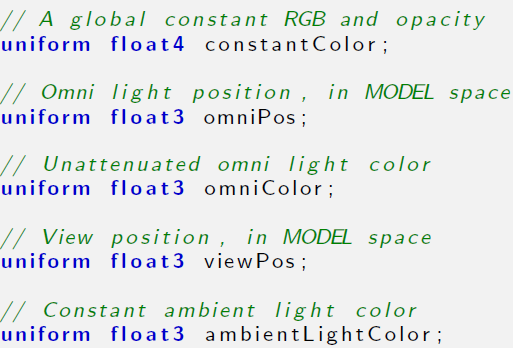 // A global constant RGB and opacity
uniform float4 constantColor;
// Omni light position, in MODEL space
uniform float3 omniPos;
// Unattenuated omni light color
uniform float3 omniColor;
// View position, in MODEL space
uniform float3 viewPos;
// Constant ambient light color
uniform float3 ambientLightColor;